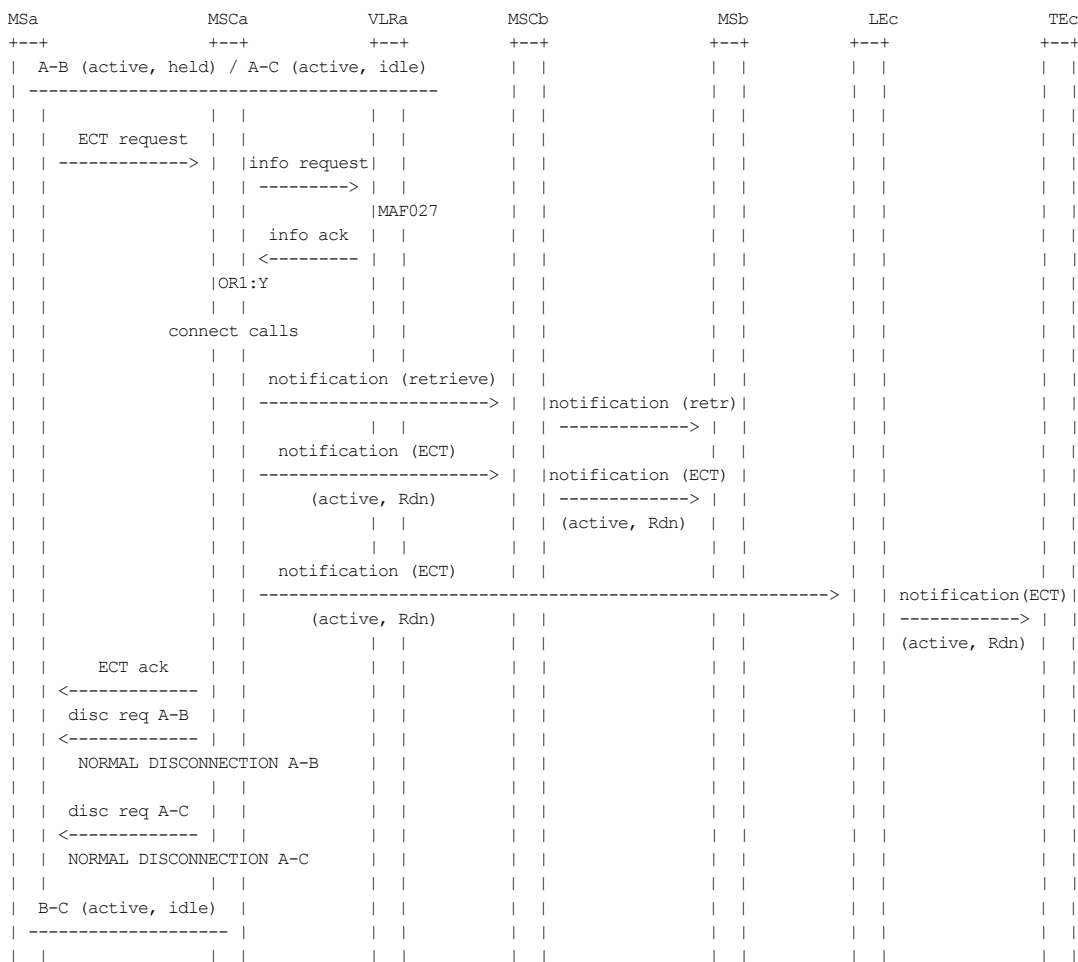 MSa MSCa VLRa MSCb MSb LEc TEc
A-B (active, held) / A-C (active, idle)
ECT request
info request
MAF027
info ack
OR1:Y
connect calls
notification (retrieve)
notification (retr)
notification (ECT)
notification (ECT)
(active, Rdn)
(active, Rdn)
notification (ECT)
notification(ECT)
(active, Rdn)
(active, Rdn)
ECT ack
disc req A-B
NORMAL DISCONNECTION A-B
disc req A-C
NORMAL DISCONNECTION A-C
B-C (active, idle)